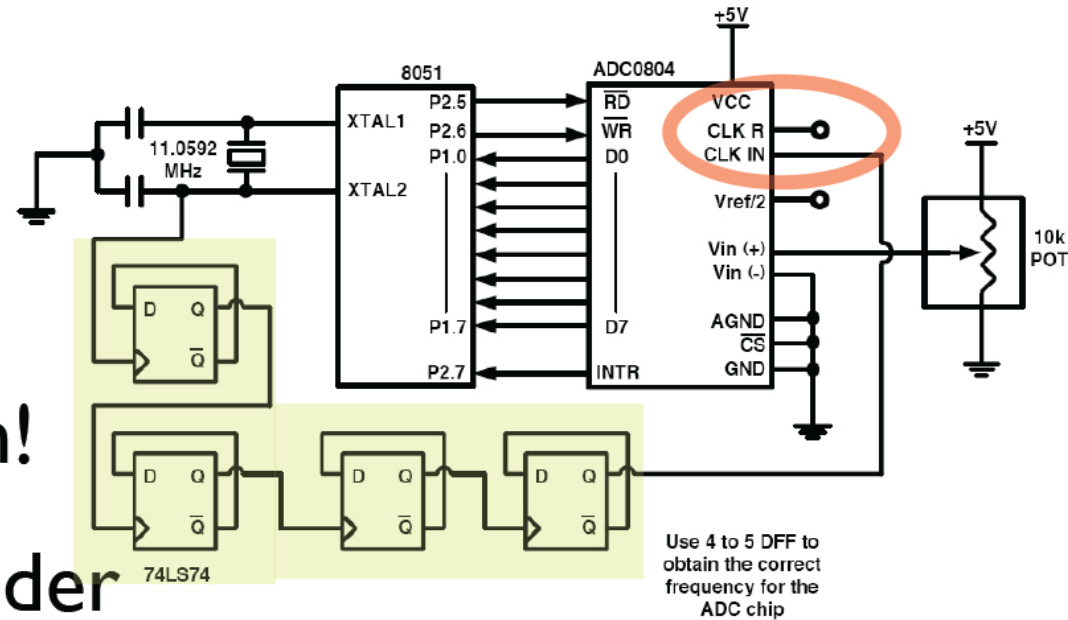 +5V
8051
ADC0804
P2.5
RD
VCC
XTAL1
P2.6
WR
CLK R
+5V
11.0592
MHz
P1.0
D0
CLK IN
XTAL2
Vref/2
10k
POT
Vin (+)
Vin (-)
D Q
Q
P1.7
D7
AGND
CS
P2.7
INTR
GND
n!
D Q
Q
D Q
Q
D Q
Q
74LS74
der
Use 4 to 5 DFF to
obtain the correct
frequency for the
ADC chip